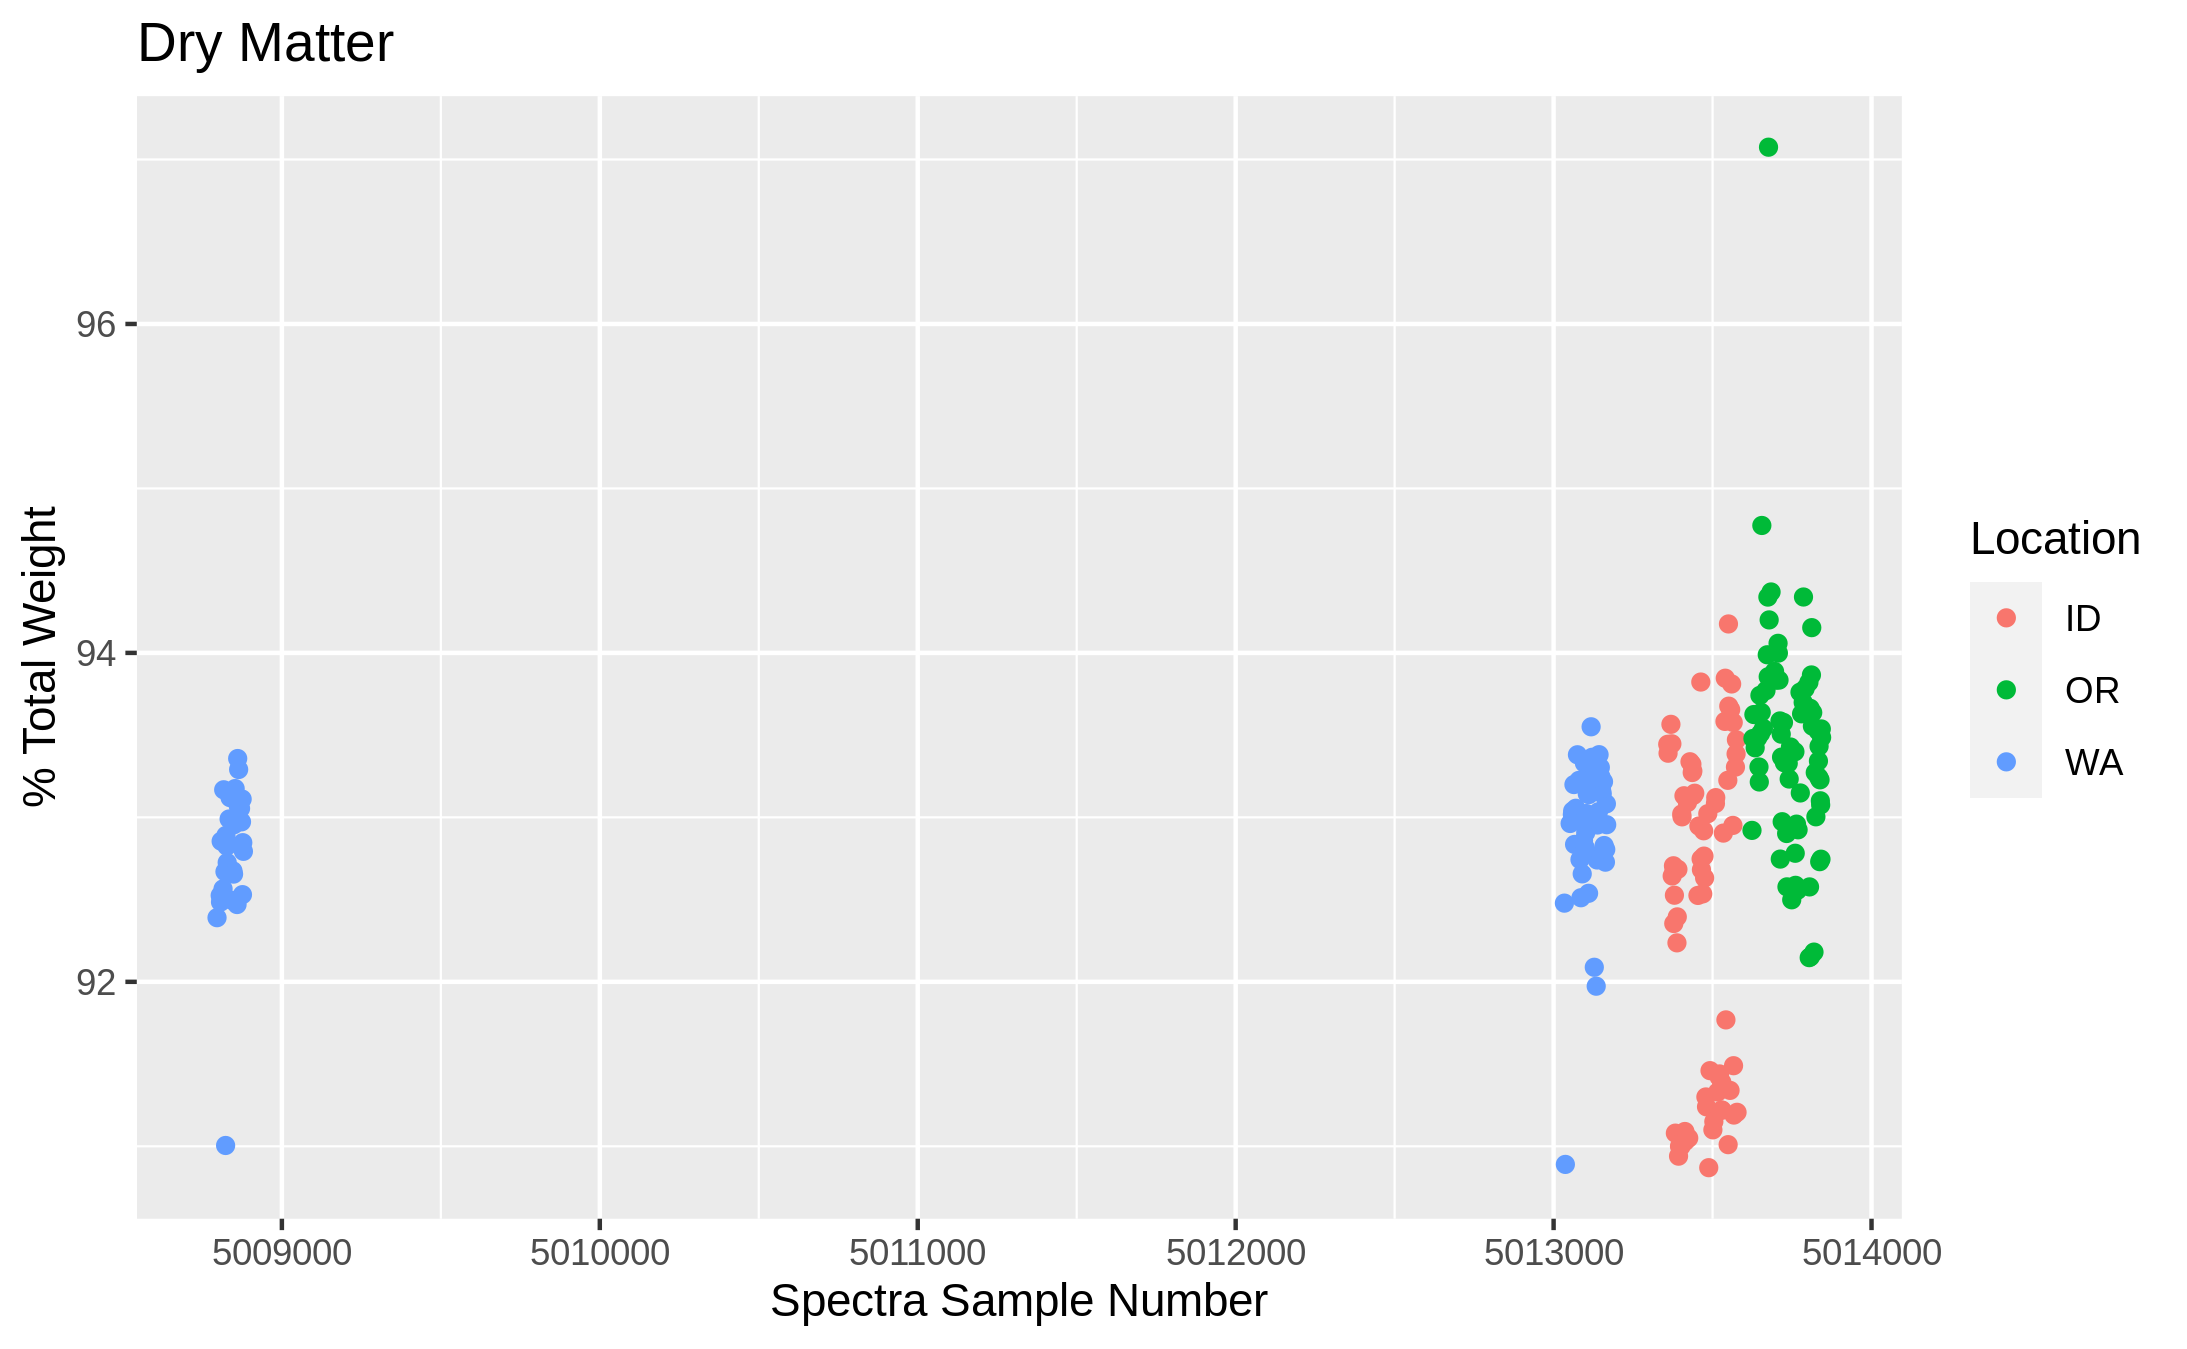 Dry Matter
% Total Weight
96
94
92
5009000 5010000 5011000 5012000 5013000 5014000
Spectra Sample Number
Location
ID
OR
WA